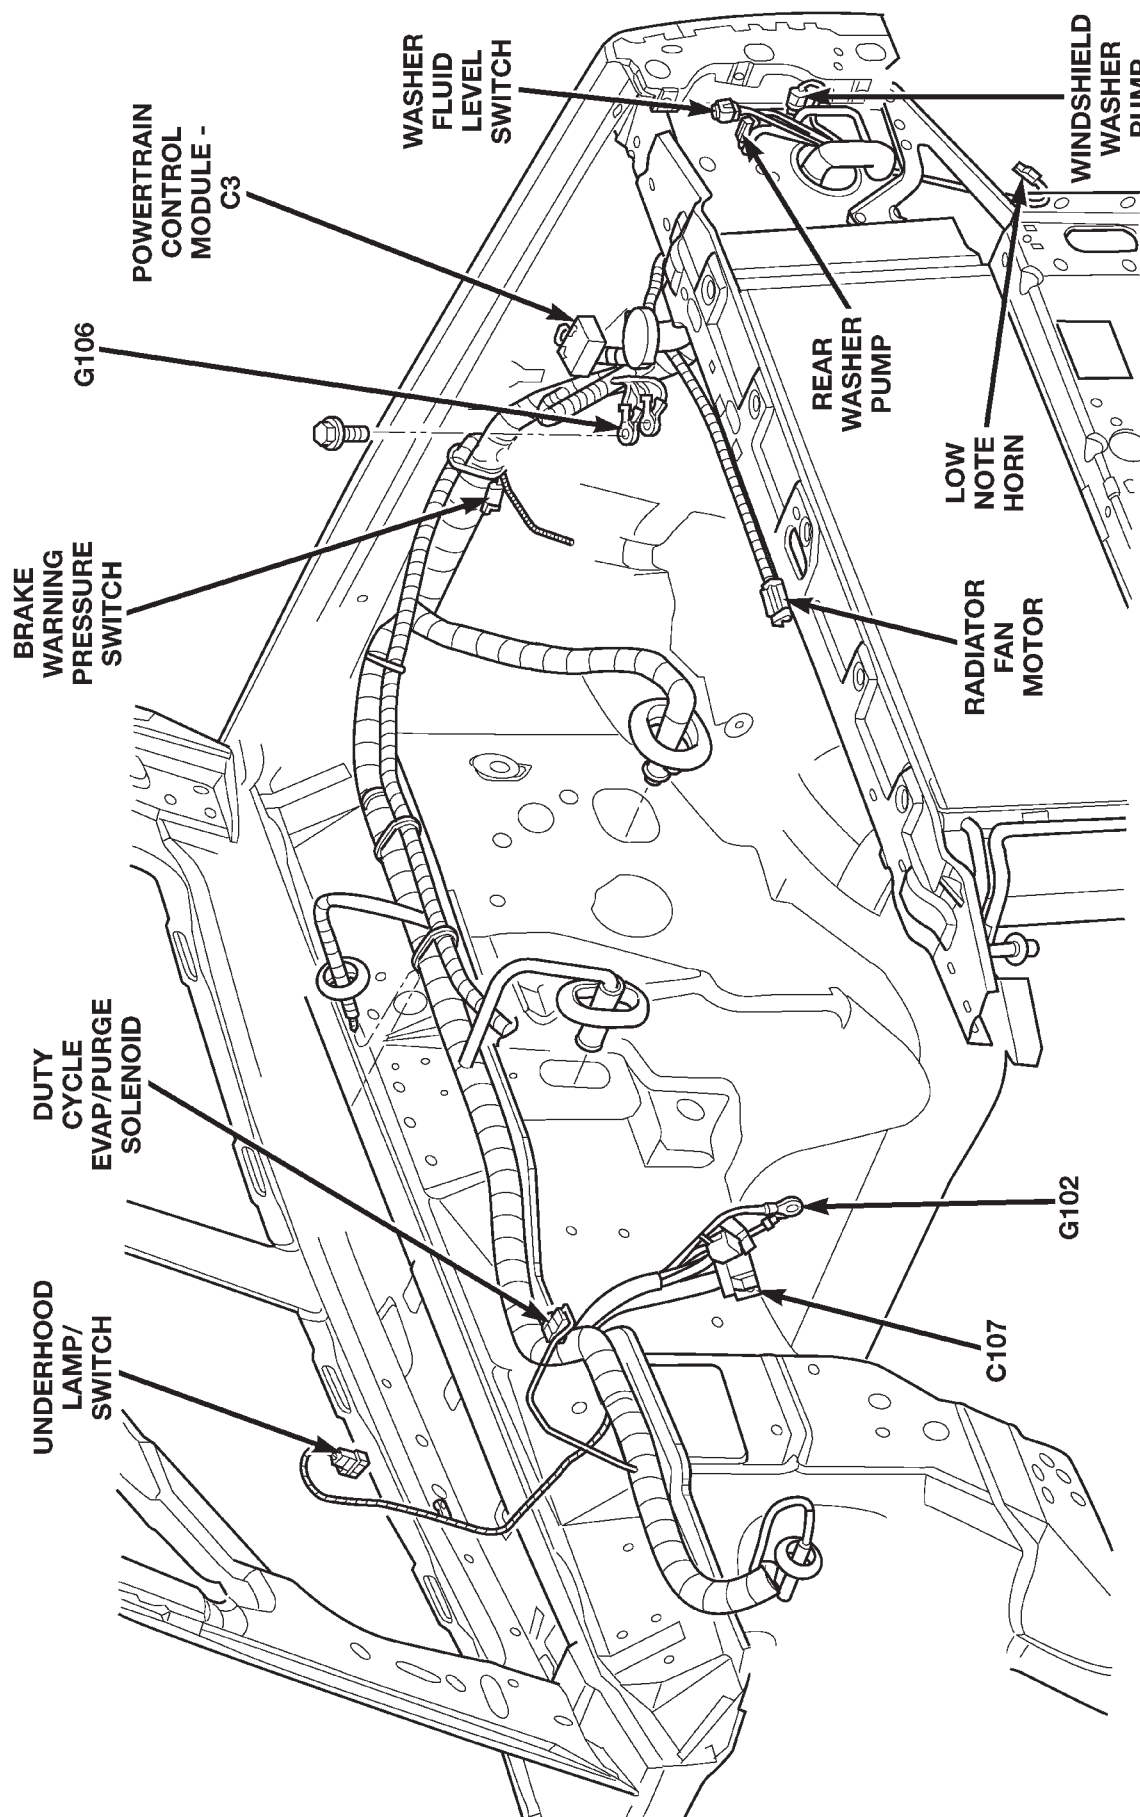 UNDERHOOD
LAMP/
SWITCH
DUTY
CYCLE
EVAP/PURGE
SOLENOID
BRAKE
WARNING
PRESSURE
SWITCH
G106
POWERTRAIN
CONTROL
MODULE -
C3
WASHER
FLUID
LEVEL
SWITCH
C107
G102
RADIATOR
FAN
MOTOR
REAR
WASHER
PUMP
LOW
NOTE
HORN
WINDSHIELD
WASHER
PUMP